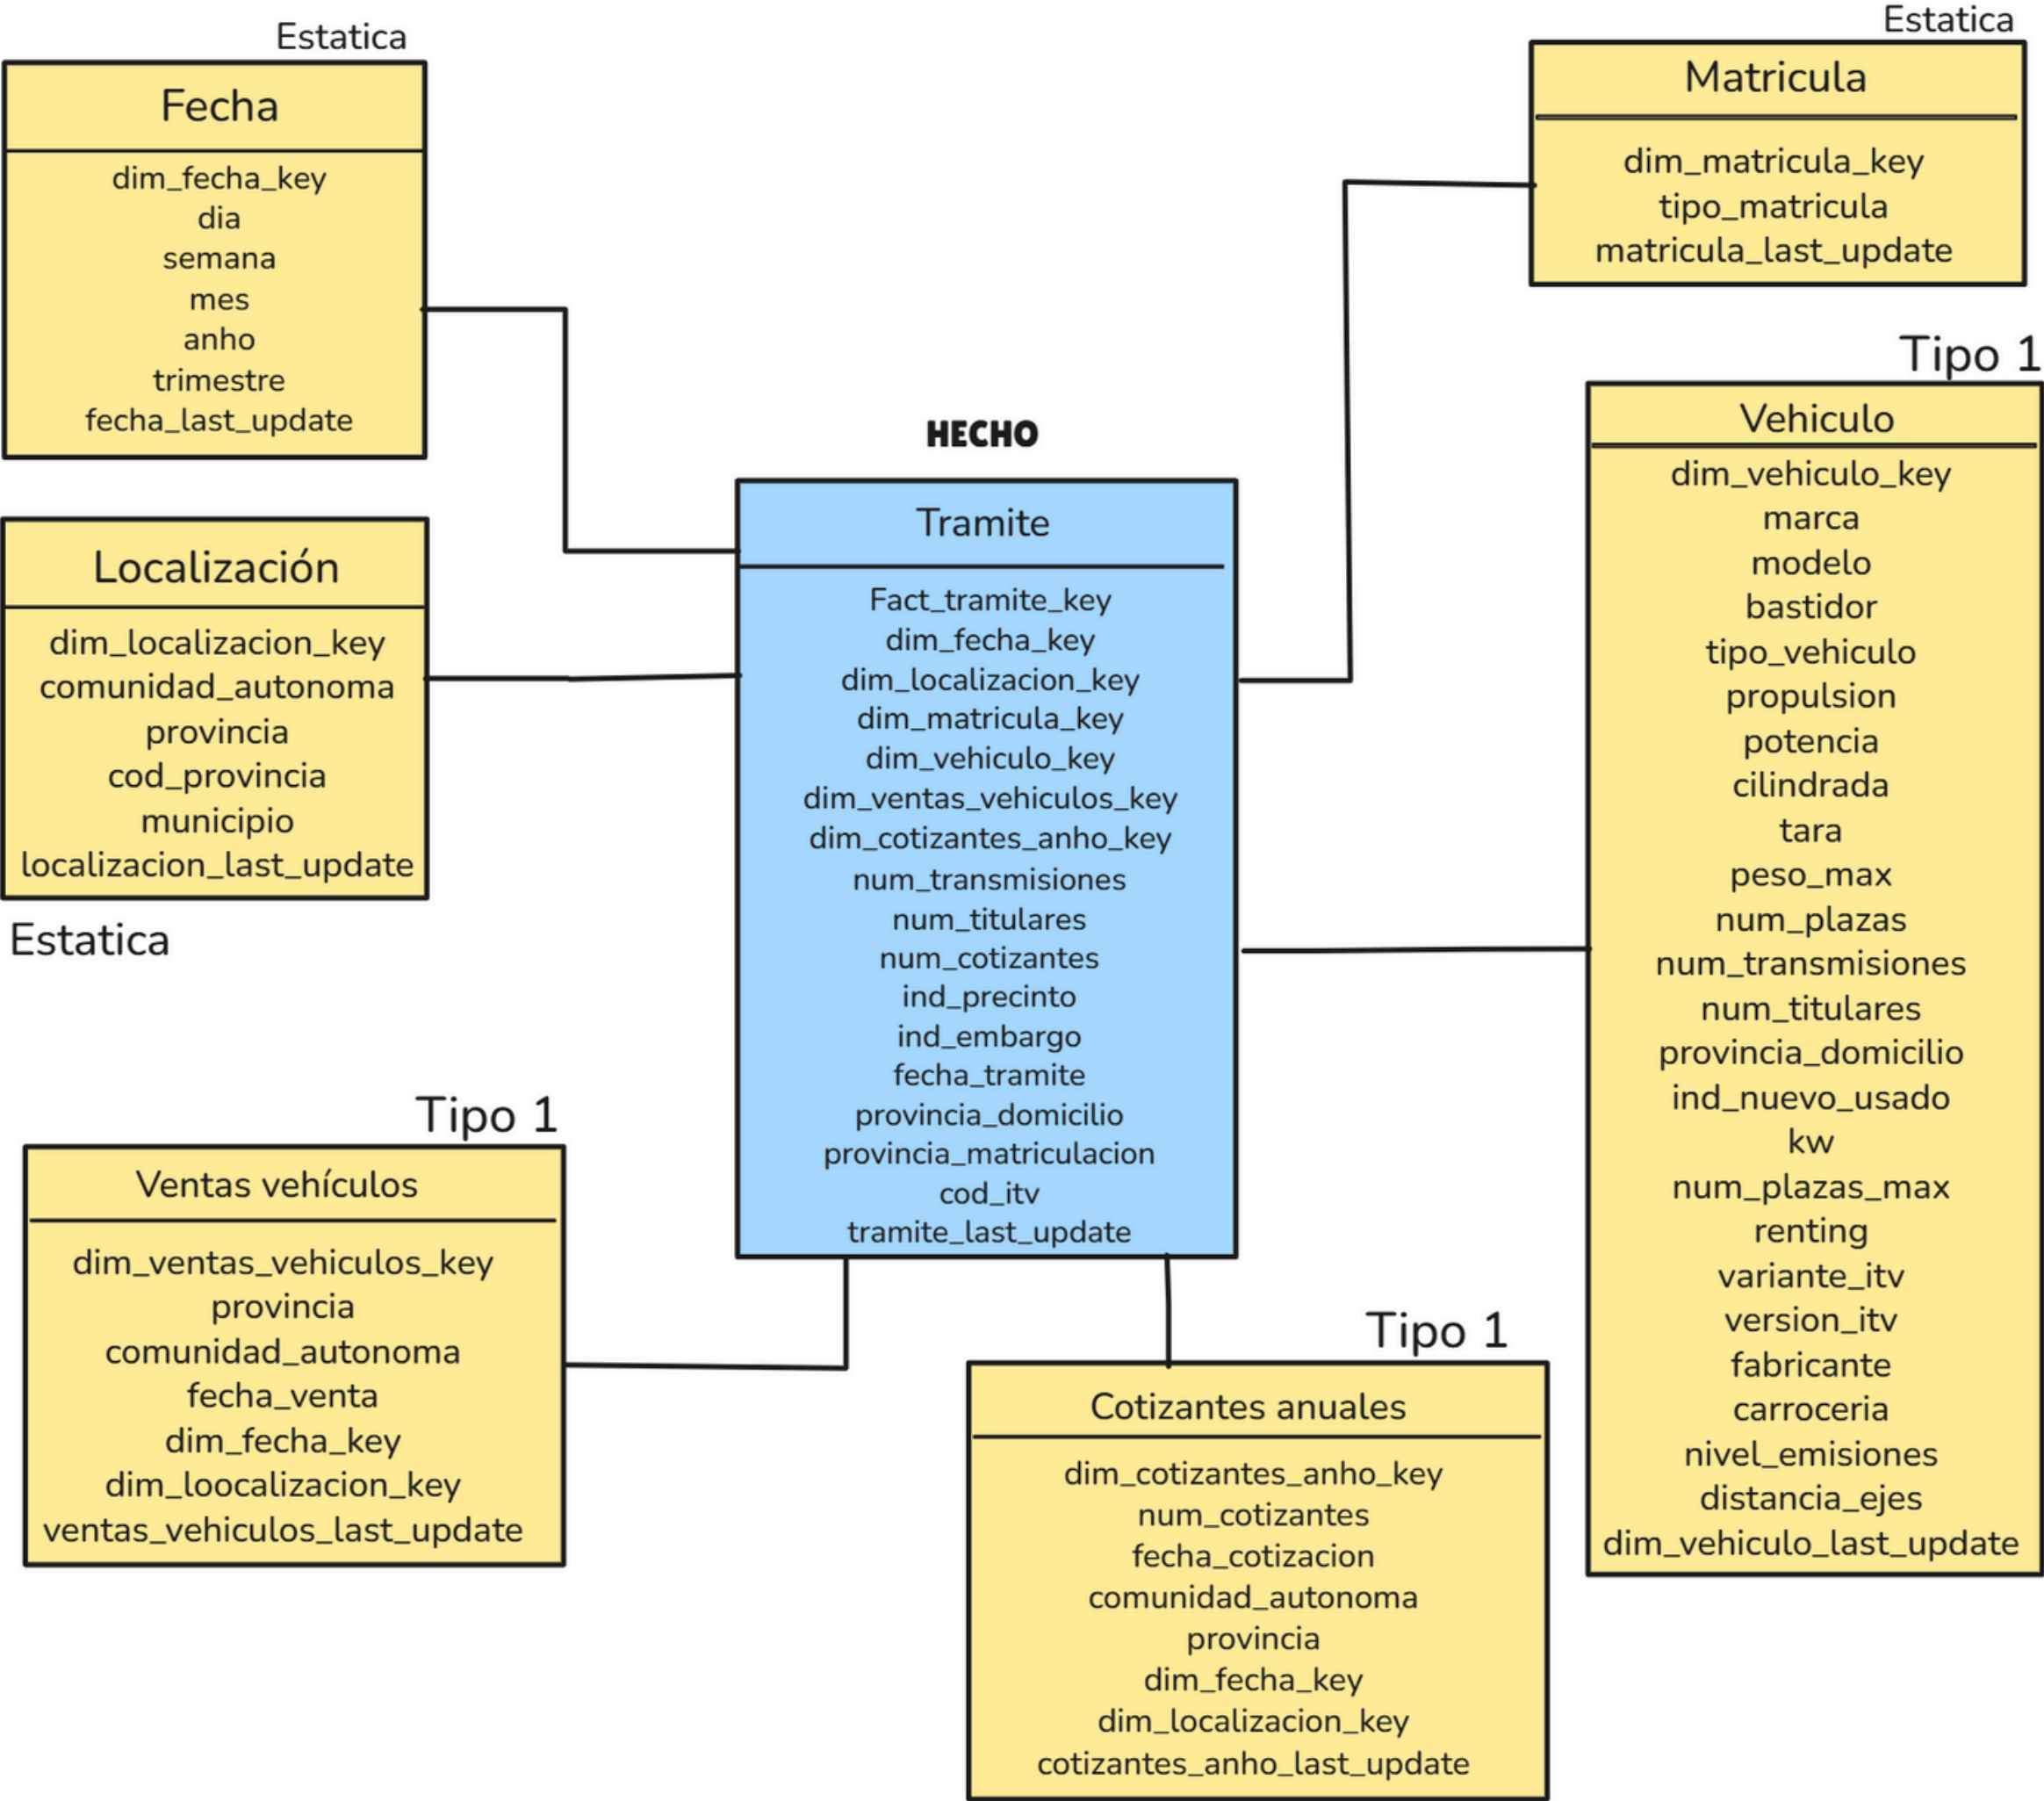 Estatica
Fecha
dim_fecha_key
dia
semana
mes
anho
trimestre
fecha_last_update
Localización
dim_localizacion_key
comunidad_autonoma
provincia
cod_provincia
municipio
localizacion_last_update
Estatica
Tipo 1
Ventas vehículos
dim_ventas_vehiculos_key
provincia
comunidad_autonoma
fecha_venta
dim_fecha_key
dim_loocalizacion_key
ventas_vehiculos_last_update
HECHO
Tramite
Fact_tramite_key
dim_fecha_key
dim_localizacion_key
dim_matricula_key
dim_vehiculo_key
dim_ventas_vehiculos_key
dim_cotizantes_anho_key
num_transmisiones
num_titulares
num_cotizantes
ind_precinto
ind_embargo
fecha_tramite
provincia_domicilio
provincia_matriculacion
cod_itv
tramite_last_update
Tipo 1
Cotizantes anuales
dim_cotizantes_anho_key
num_cotizantes
fecha_cotizacion
comunidad_autonoma
provincia
dim_fecha_key
dim_localizacion_key
cotizantes_anho_last_update
Estatica
Matricula
dim_matricula_key
tipo_matricula
matricula_last_update
Tipo 1
Vehiculo
dim_vehiculo_key
marca
modelo
bastidor
tipo_vehiculo
propulsion
potencia
cilindrada
tara
peso_max
num_plazas
num_transmisiones
num_titulares
provincia_domicilio
ind_nuevo_usado
kw
num_plazas_max
renting
variante_itv
version_itv
fabricante
carroceria
nivel_emisiones
distancia_ejes
dim_vehiculo_last_update